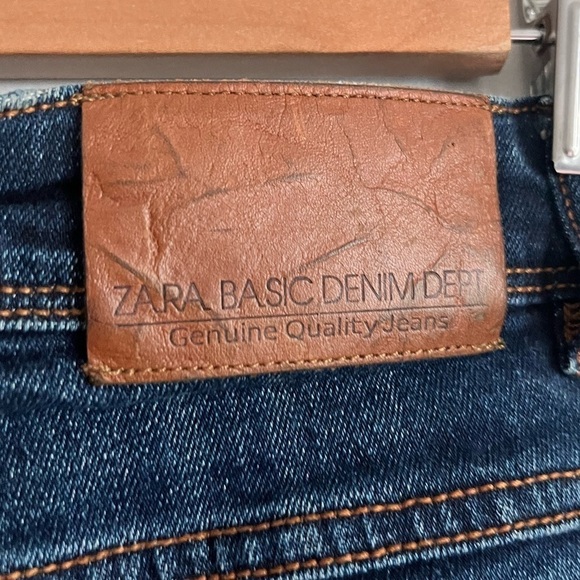 ZARA BASIC DENIM DEPT
Genuine Quality Jeans